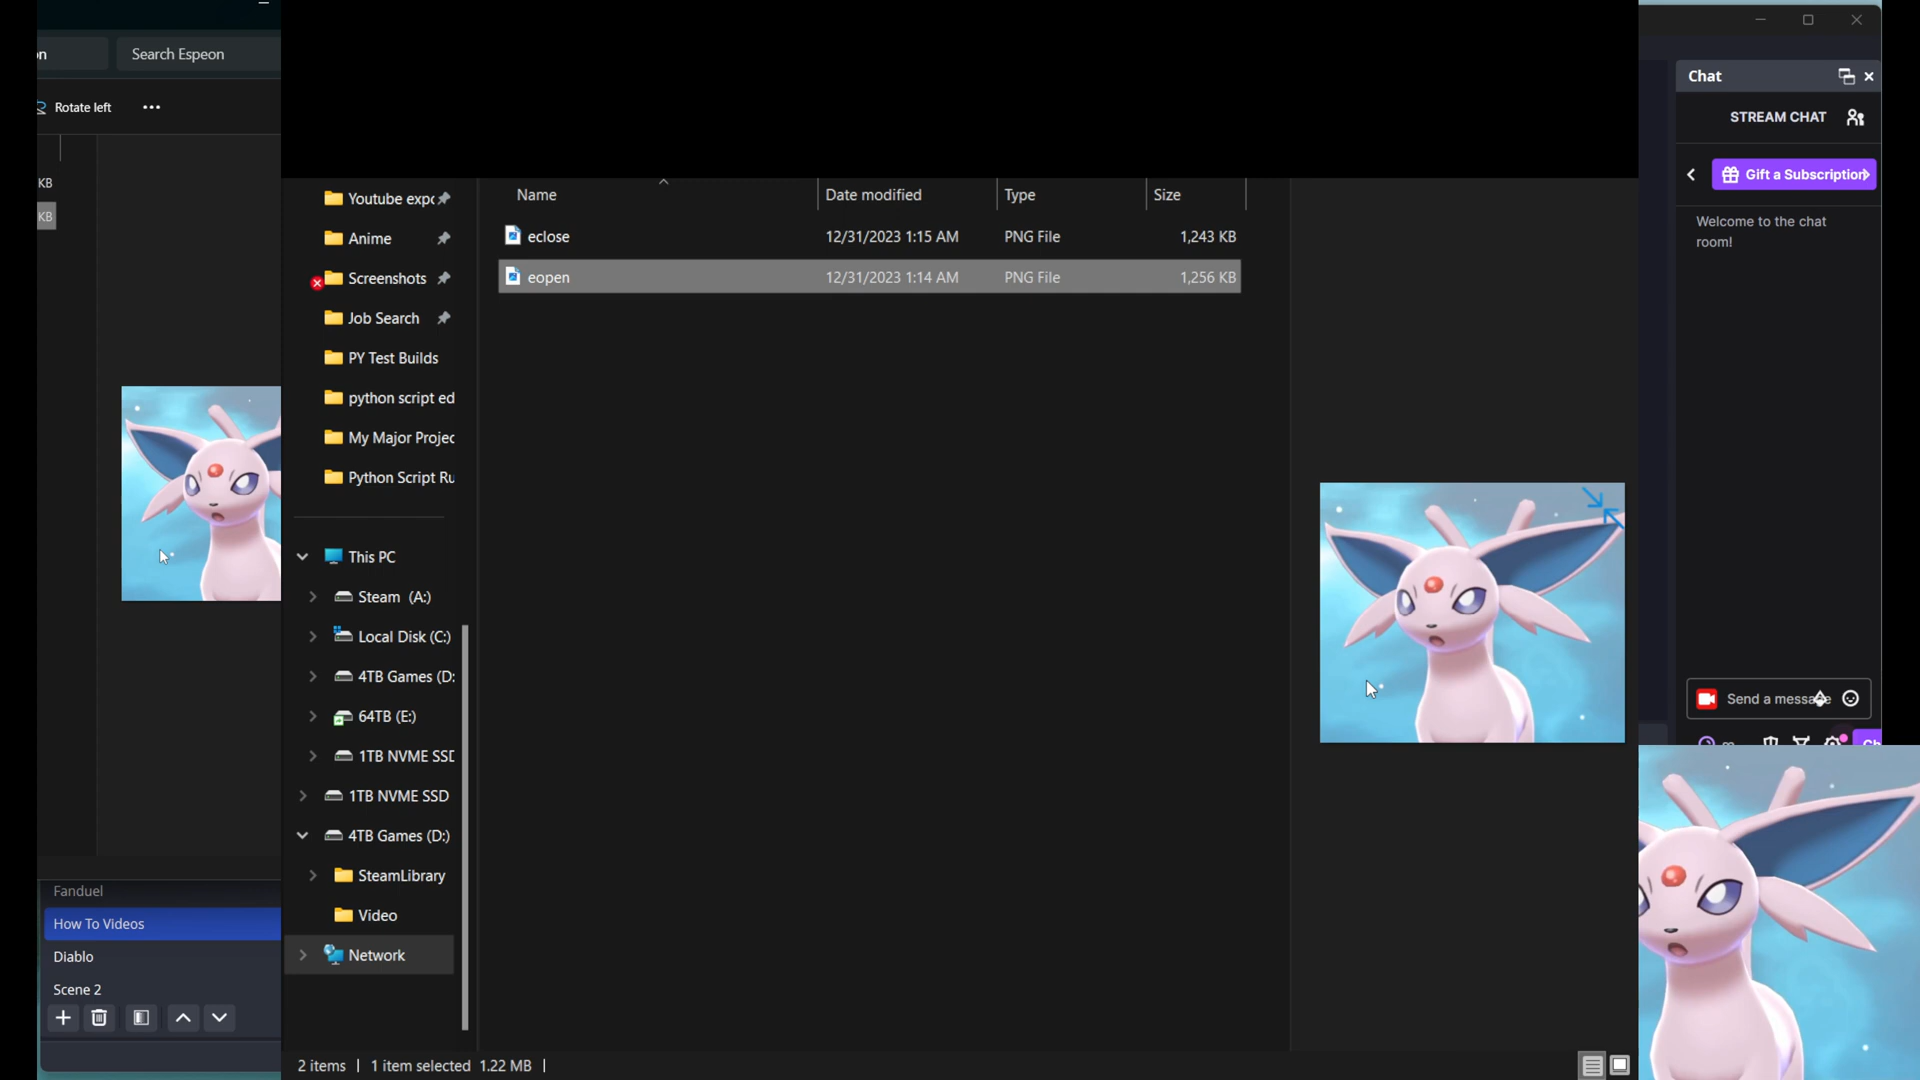 on
Search Espeon
Rotate left
KB
KB
Fanduel
How To Videos
Diablo
Scene 2
Name
Date modified
Type
Size
eclose
12/31/2023 1:15 AM
PNG File
1,243 KB
eopen
12/31/2023 1:14 AM
PNG File
1,256 KB
Youtube expo
Anime
Screenshots
Job Search
PY Test Builds
python script ed
My Major Projec
Python Script Ru
This PC
Steam (A:)
Local Disk (C:)
4TB Games (D:
64TB (E:)
1TB NVME SSD
1TB NVME SSD
4TB Games (D:)
SteamLibrary
Video
Network
2 items
1 item selected 1.22 MB
Chat
STREAM CHAT
Gift a Subscription
Welcome to the chat
room!
Send a message
Ch